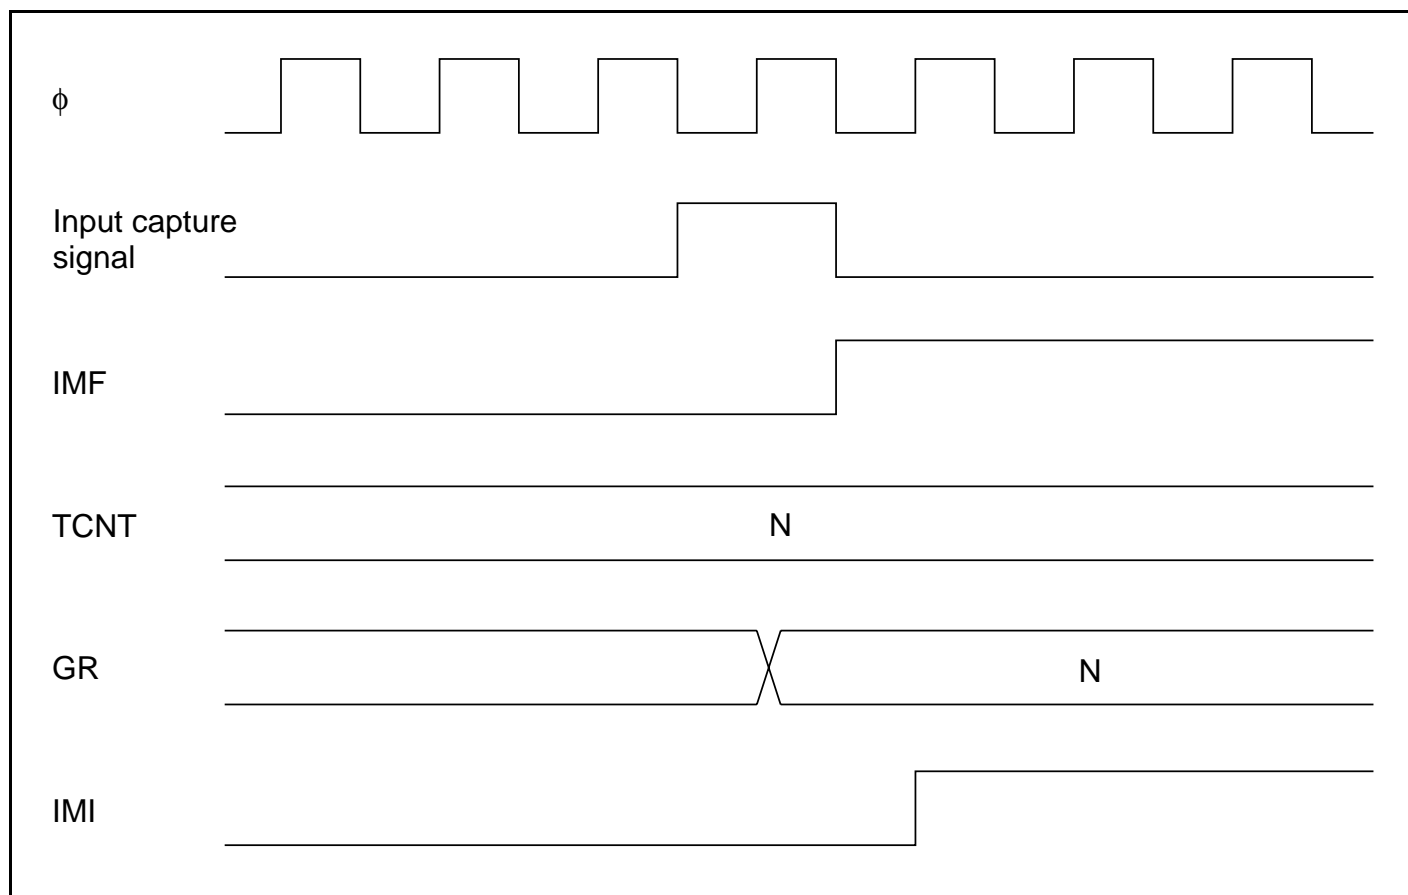 ϕ
Input capture
signal
IMF
TCNT
N
GR
N
IMI